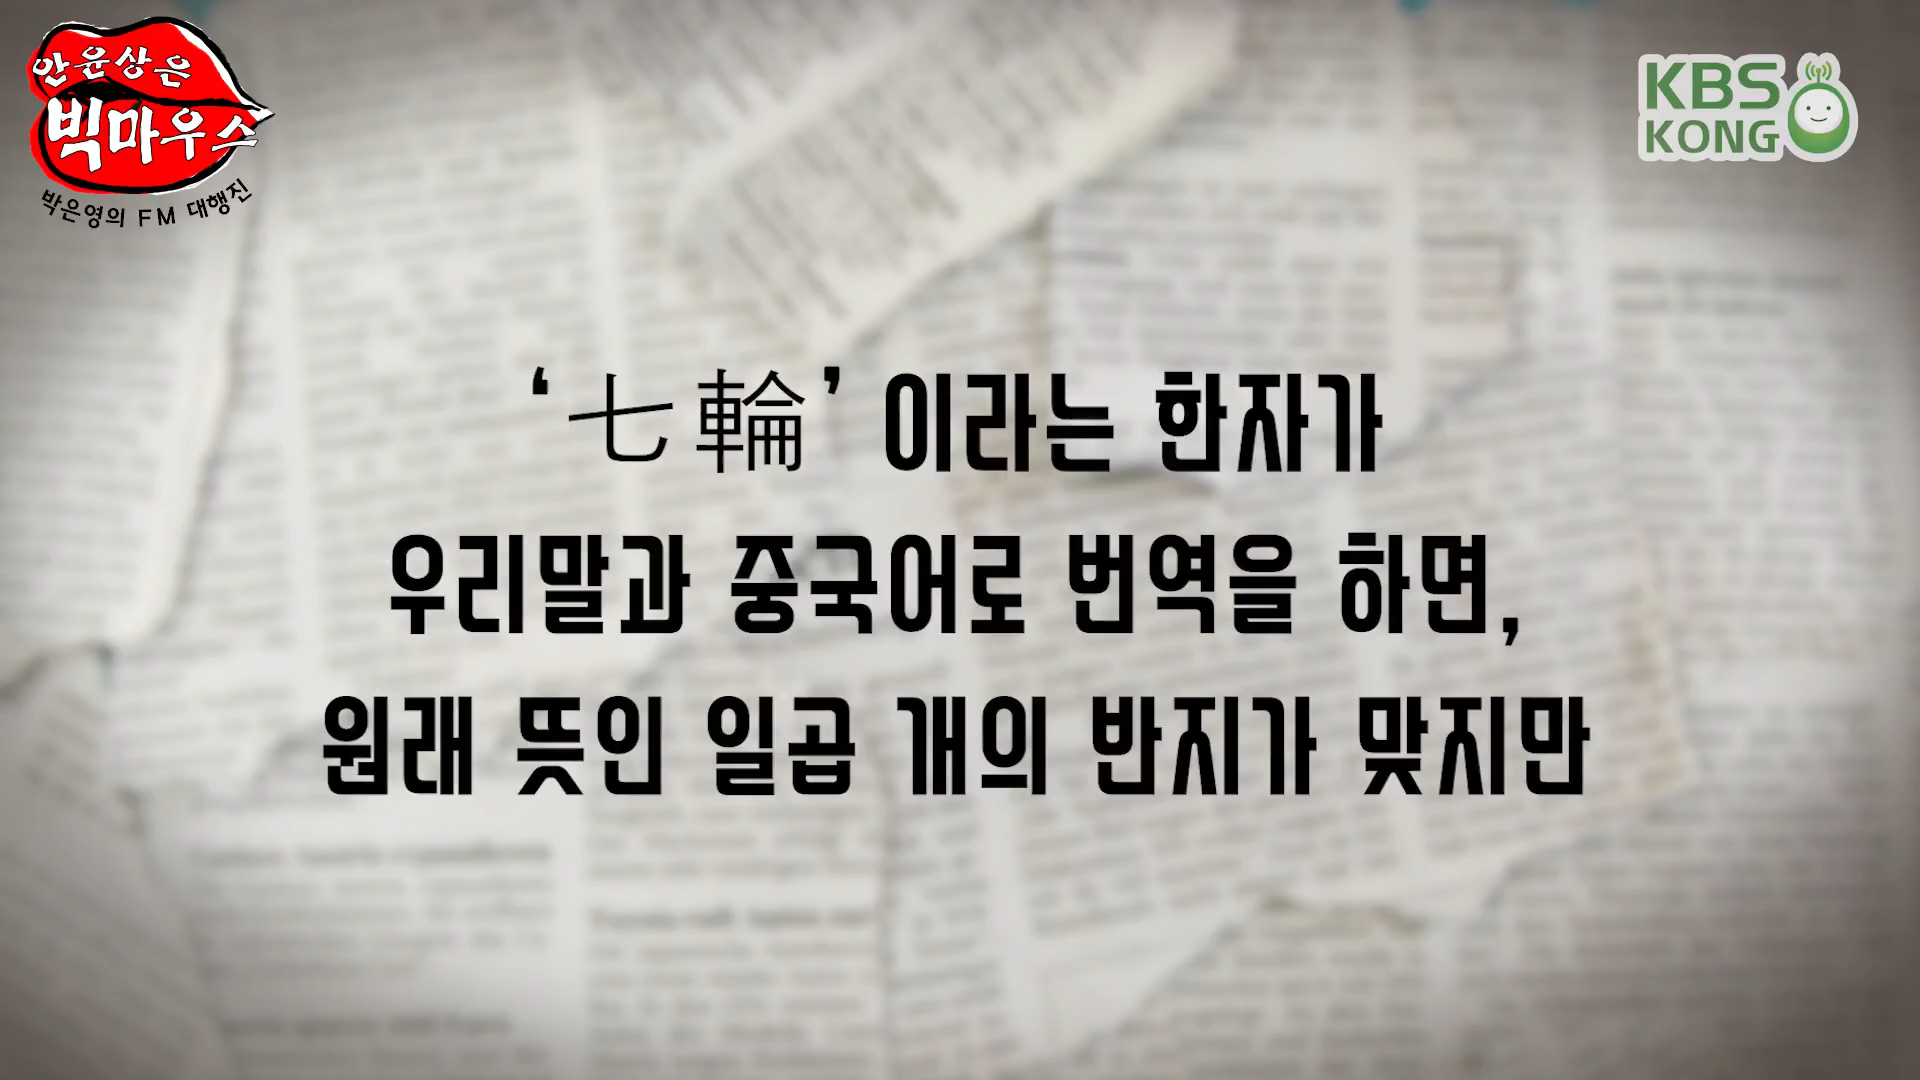 안윤상은
빅마우스
박은영의 FM 대행진
KBS
KONG
‘七輪’ 이라는 한자가
우리말과 중국어로 번역을 하면,
원래 뜻인 일곱 개의 반지가 맞지만